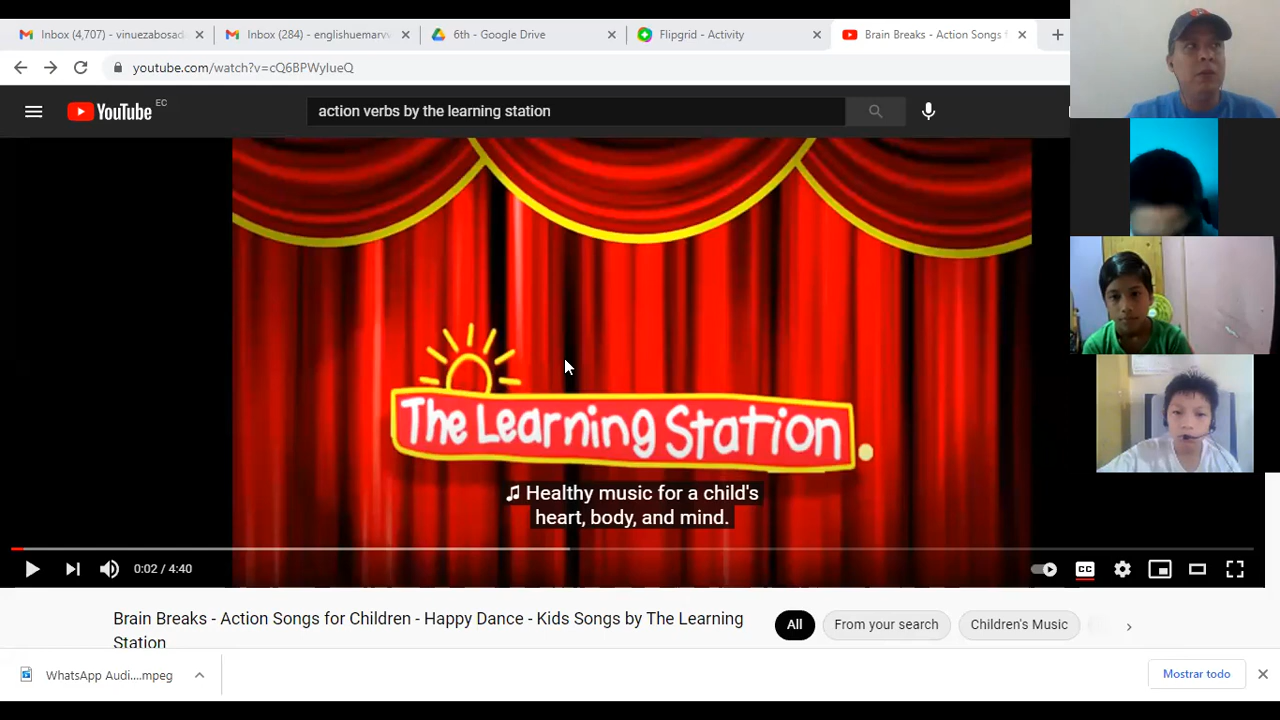 Inbox (4,707) - vinuezabosad
Inbox (284) - englishuemarvv
6th - Google Drive
Flipgrid - Activity
Brain Breaks - Action Songs f
youtube.com/watch?v=cQ6BPWyIueQ
YouTube EC
action verbs by the learning station
The Learning Station
♫ Healthy music for a child's
heart, body, and mind.
0:02 / 4:40
CC
Brain Breaks - Action Songs for Children - Happy Dance - Kids Songs by The Learning
Station
All
From your search
Children's Music
WhatsApp Audi....mpeg
Mostrar todo